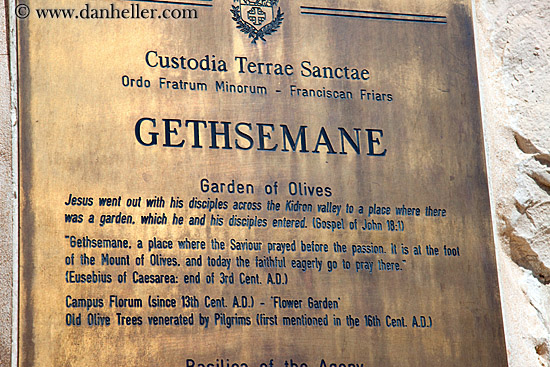 www.danheller.com
Custodia Terrae Sanctae
Ordo Fratrum Minorum - Franciscan Friars
GETHSEMANE
Garden of Olives
Jesus went out with his disciples across the Kidron valley to a place where there
was a garden, which he and his disciples entered. (Gospel of John 18:1)
"Gethsemane, a place where the Saviour prayed before the passion. It is at the foot
of the Mount of Olives, and today the faithful eagerly go to pray there."
(Eusebius of Caesarea: end of 3rd Cent. A.D.)
Campus Florum (since 13th Cent. A.D.) - "Flower Garden"
Old Olive Trees venerated by Pilgrims (first mentioned in the 16th Cent. A.D.)
Basilica of the Agony